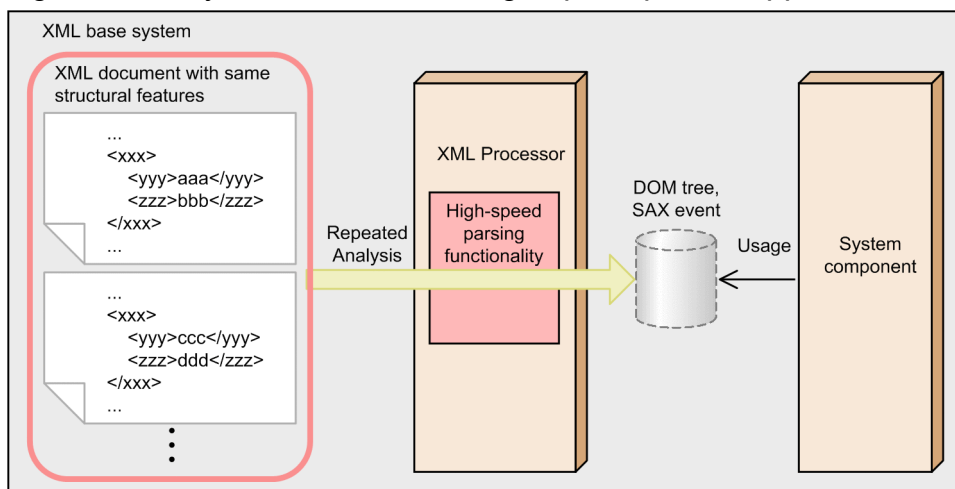 XML base system
XML document with same
structural features
...
<xxx>
<yyy>aaa</yyy>
<zzz>bbb</zzz>
</xxx>
...
...
<xxx>
<yyy>ccc</yyy>
<zzz>ddd</zzz>
</xxx>
...
Repeated
Analysis
XML Processor
High-speed
parsing
functionality
DOM tree,
SAX event
Usage
System
component